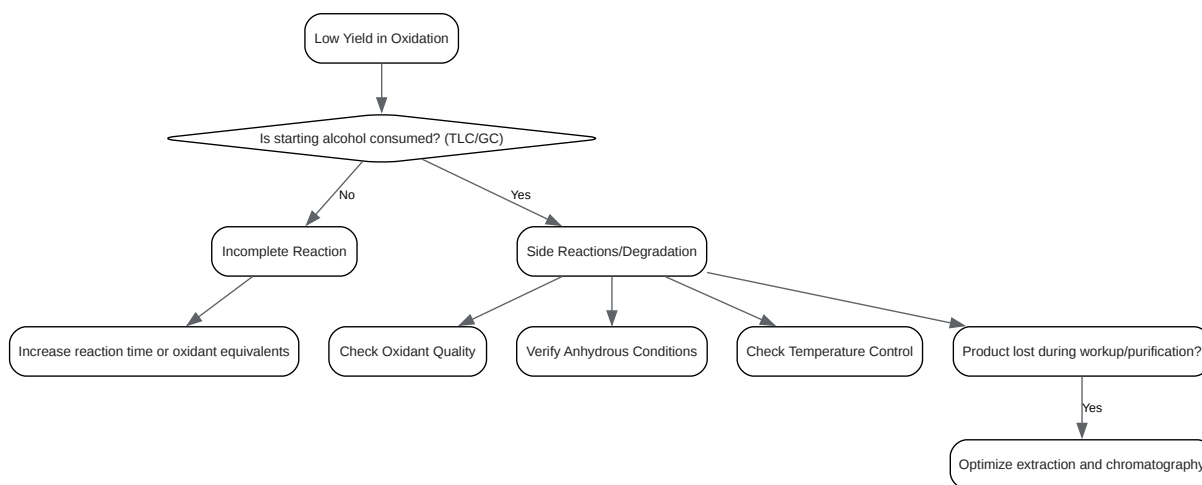 Low Yield in Oxidation
Is starting alcohol consumed? (TLC/GC)
No
Yes
Incomplete Reaction
Side Reactions/Degradation
Increase reaction time or oxidant equivalents
Check Oxidant Quality
Verify Anhydrous Conditions
Check Temperature Control
Product lost during workup/purification?
Yes
Optimize extraction and chromatography